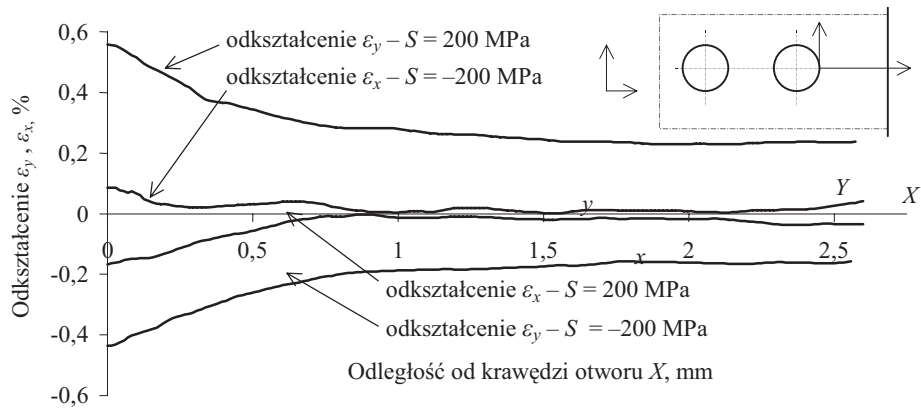 0,6
0,4
0,2
0
-0,2
-0,4
-0,6
Odkształcenie εy , εx, %
odkształcenie εy – S = 200 MPa
odkształcenie εx – S = –200 MPa
Y
X
y
x
0
0,5
1
1,5
2
2,5
odkształcenie εx – S = 200 MPa
odkształcenie εy – S = –200 MPa
Odległość od krawędzi otworu X, mm